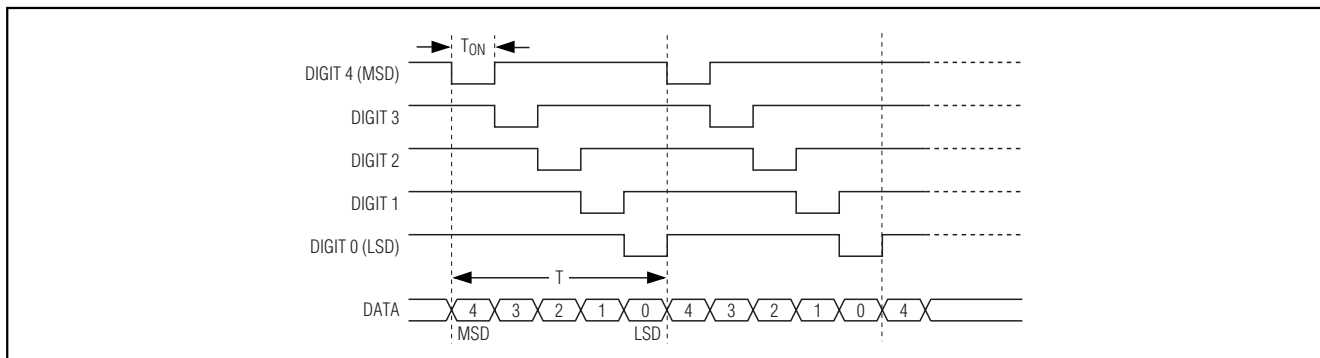 TON
DIGIT 4 (MSD)
DIGIT 3
DIGIT 2
DIGIT 1
DIGIT 0 (LSD)
T
DATA 4 3 2 1 0 4 3 2 1 0 4
MSD LSD